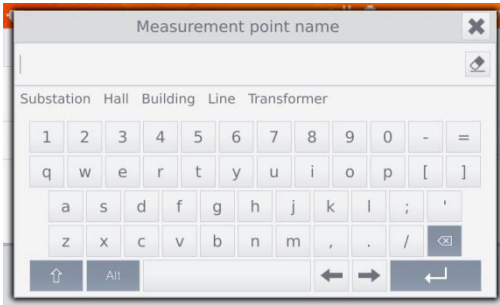 Measurement point name
Substation Hall Building Line Transformer
1 2 3 4 5 6 7 8 9 0 - =
q w e r t y u i o p [ ]
a s d f g h j k l ; '
z x c v b n m , . /
Alt